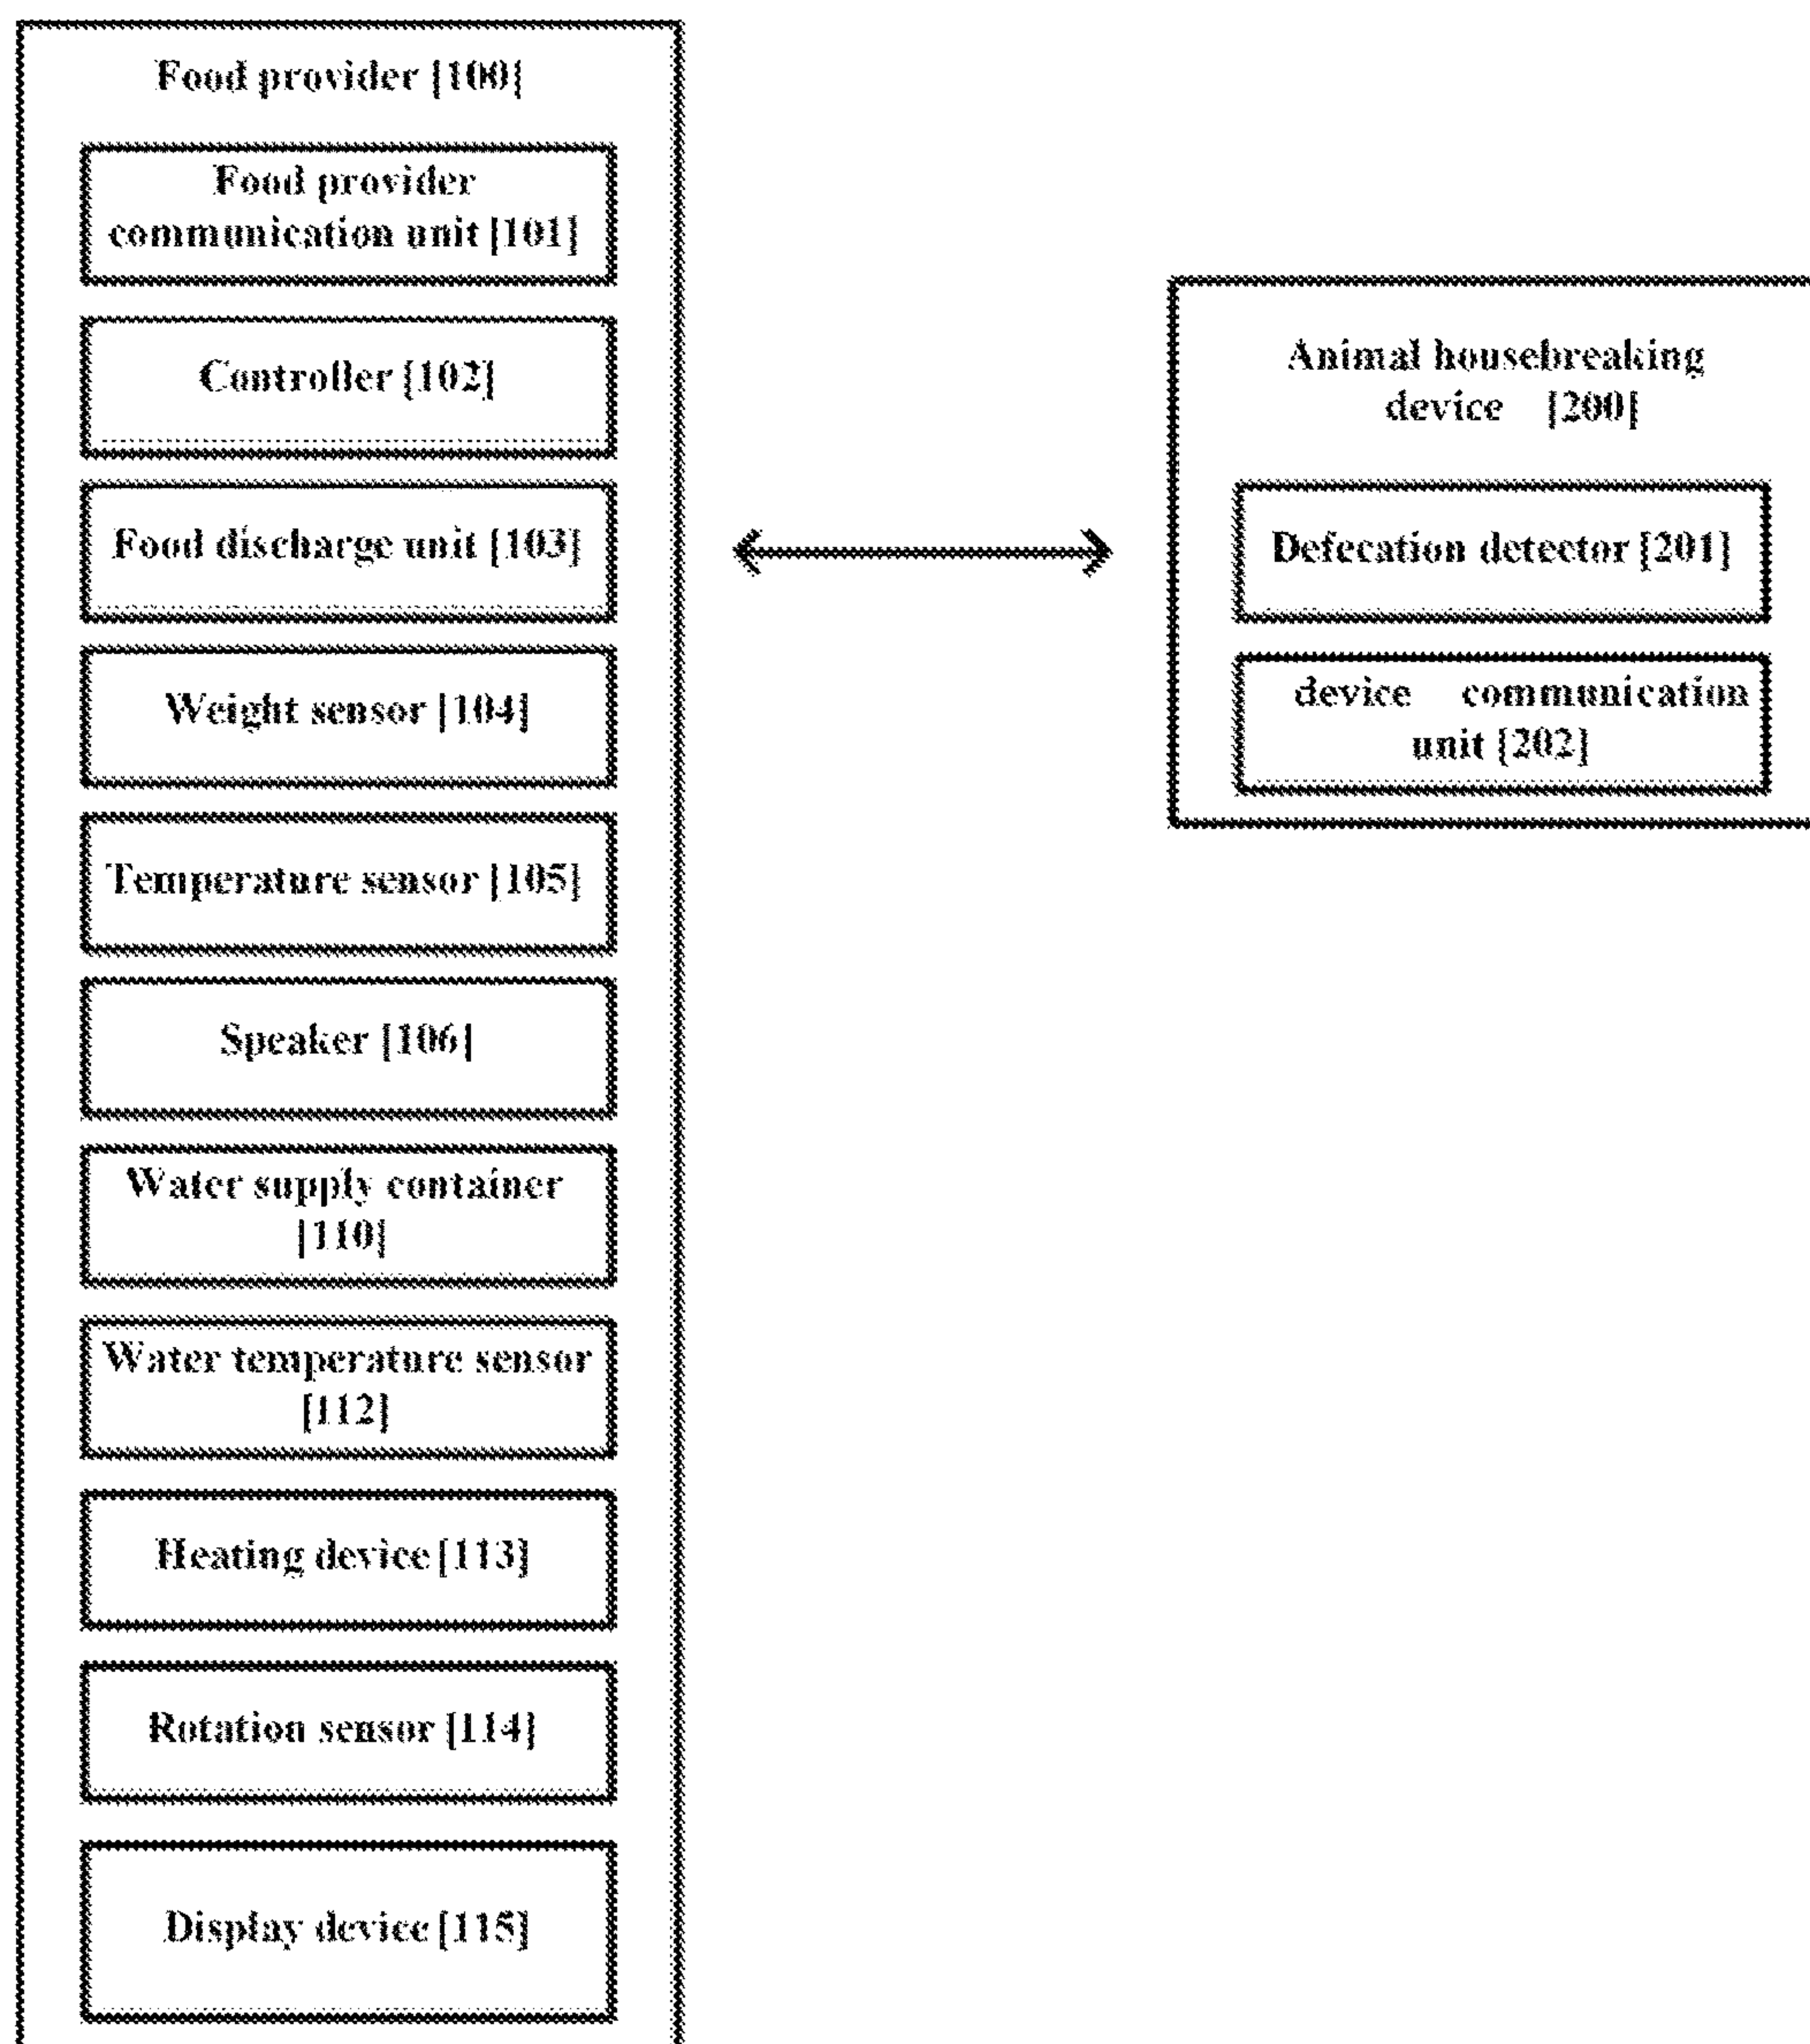 Food provider [100]
Food provider
communication unit [101]
Controller [102]
Food discharge unit [103]
Weight sensor [104]
Temperature sensor [105]
Speaker [106]
Water supply container
[110]
Water temperature sensor
[112]
Heating device [113]
Rotation sensor [114]
Display device [115]
Animal housebreaking
device [200]
Defecation detector [201]
device communication
unit [202]